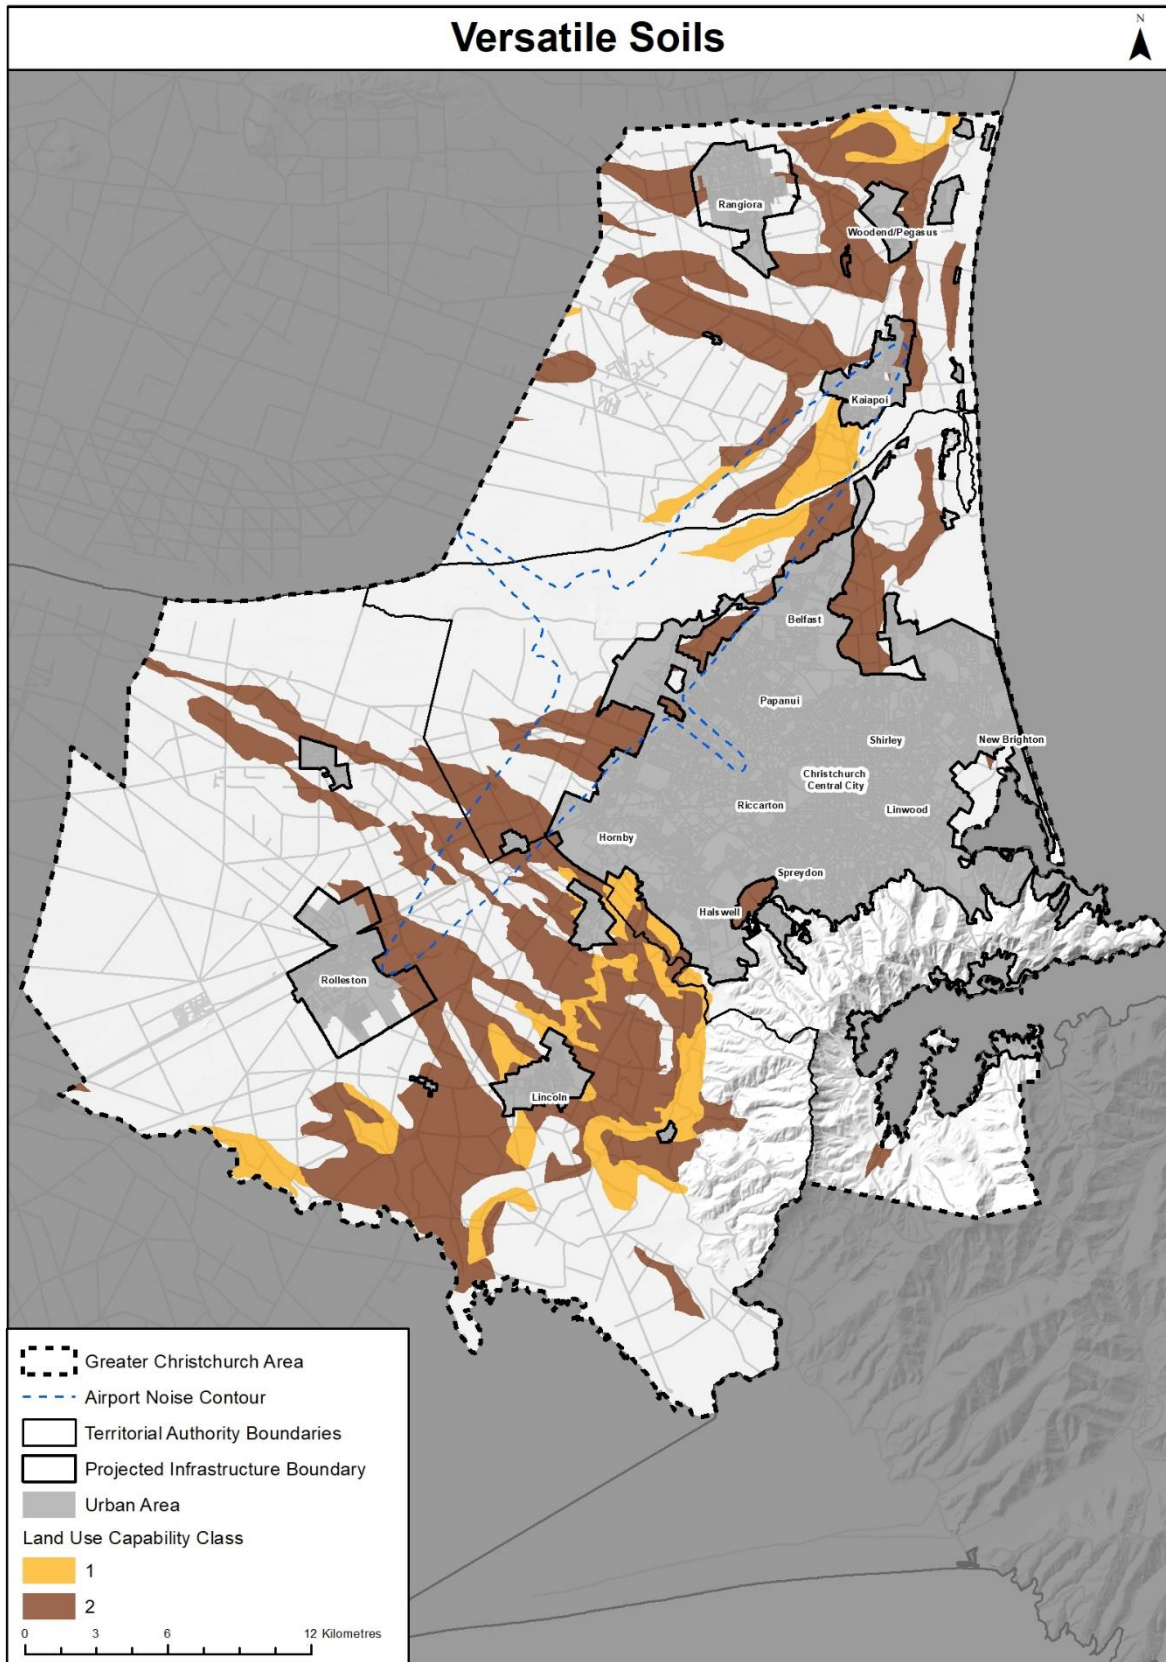 Versatile Soils
N
Rangiora
Woodend/Pegasus
Kaiapoi
Belfast
Papanui
Shirley
New Brighton
Christchurch
Central City
Riccarton
Linwood
Hornby
Spreydon
Halswell
Rolleston
Lincoln
Greater Christchurch Area
Airport Noise Contour
Territorial Authority Boundaries
Projected Infrastructure Boundary
Urban Area
Land Use Capability Class
1
2
0 3 6 12 Kilometres